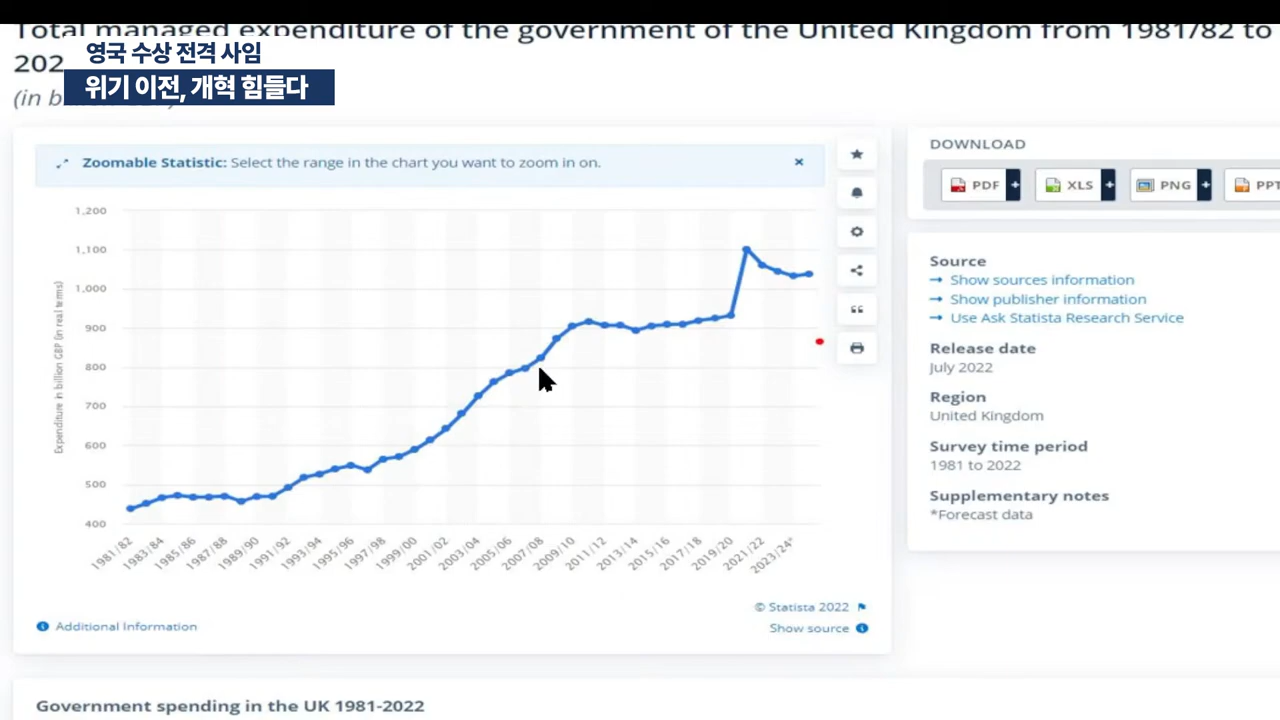 Total managed expenditure of the government of the United Kingdom from 1981/82 to
202
영국 수상 전격 사임
위기 이전, 개혁 힘들다
(in b
Zoomable Statistic: Select the range in the chart you want to zoom in on.
×
DOWNLOAD
PDF + XLS + PNG + PPT
1,200
1,100
1,000
900
800
700
600
500
400
Expenditure in billion GBP (in real terms)
1981/82 1983/84 1985/86 1987/88 1989/90 1991/92 1993/94 1995/96 1997/98 1999/00 2001/02 2003/04 2005/06 2007/08 2009/10 2011/12 2013/14 2015/16 2017/18 2019/20 2021/22 2023/24*
Source
→ Show sources information
→ Show publisher information
→ Use Ask Statista Research Service
Release date
July 2022
Region
United Kingdom
Survey time period
1981 to 2022
Supplementary notes
*Forecast data
© Statista 2022
Additional Information
Show source
Government spending in the UK 1981-2022